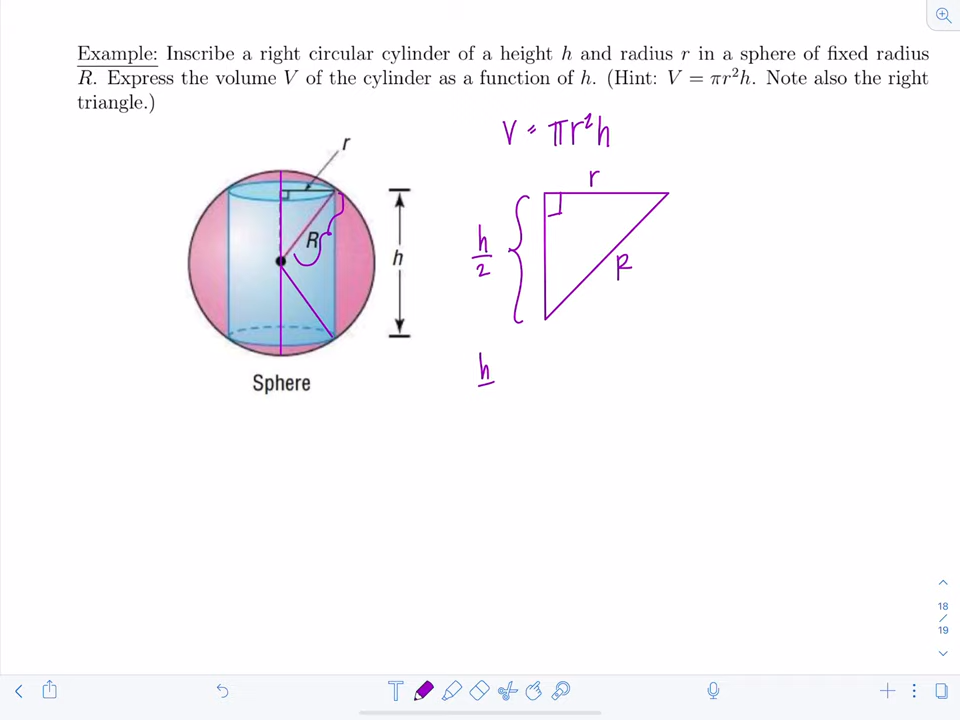 Example: Inscribe a right circular cylinder of a height h and radius r in a sphere of fixed radius
R. Express the volume V of the cylinder as a function of h. (Hint: V = πr²h. Note also the right
triangle.)
V = πr²h
r
r
R
h
h/2
R
h
Sphere
18
/
19
T